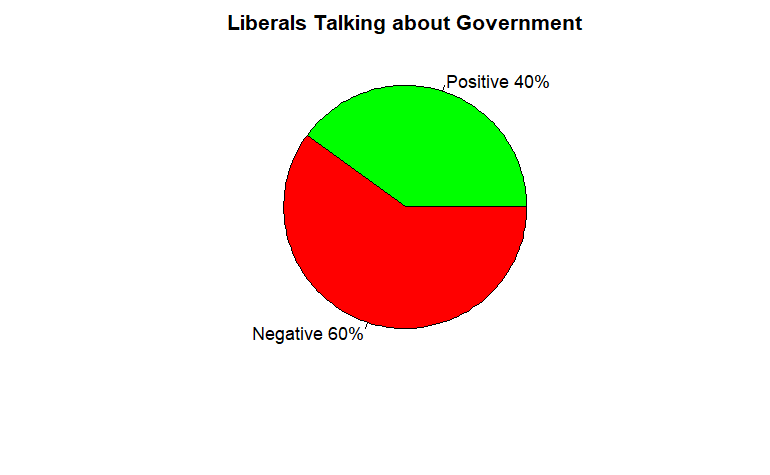 Liberals Talking about Government
Positive 40%
Negative 60%